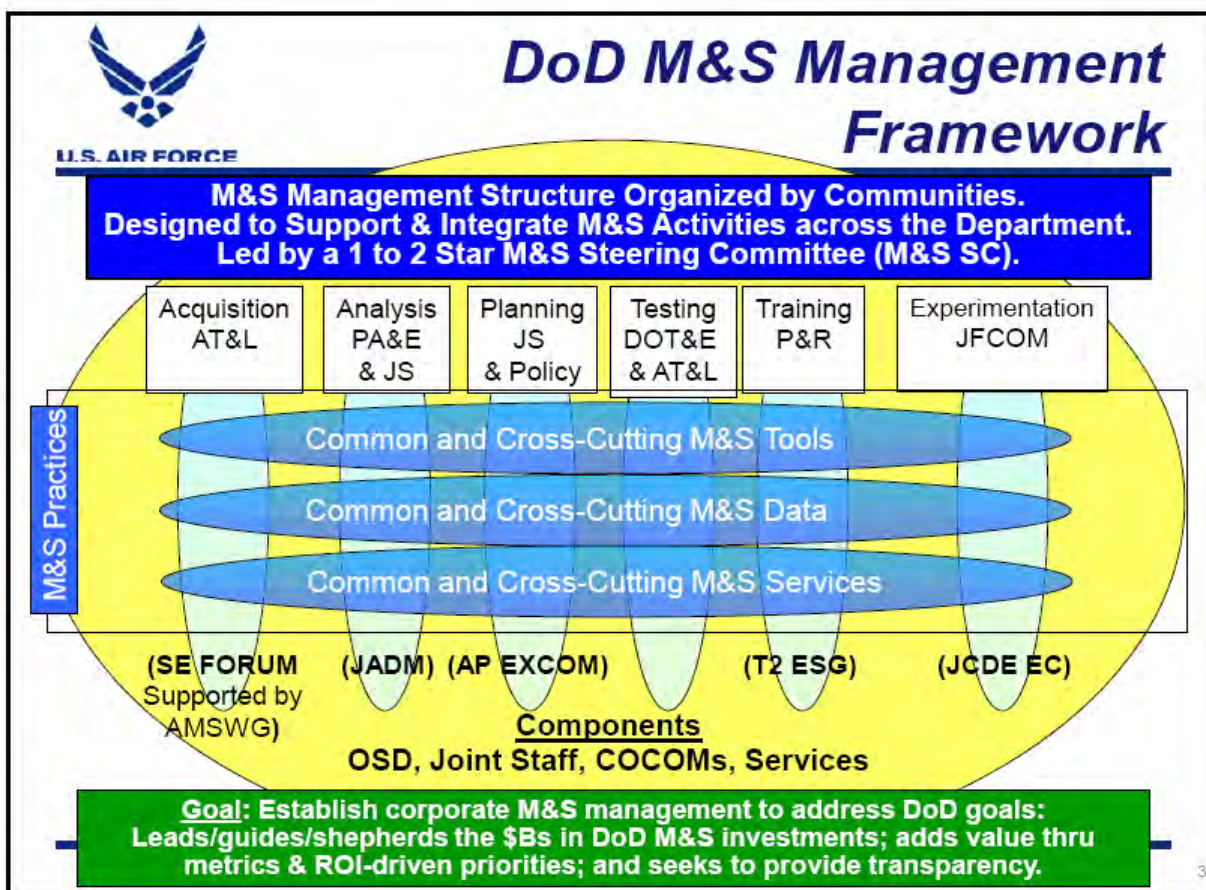 DoD M&S Management
Framework
U.S. AIR FORCE
M&S Management Structure Organized by Communities.
Designed to Support & Integrate M&S Activities across the Department.
Led by a 1 to 2 Star M&S Steering Committee (M&S SC).
Acquisition
AT&L
Analysis
PA&E
& JS
Planning
JS
& Policy
Testing
DOT&E
& AT&L
Training
P&R
Experimentation
JFCOM
M&S Practices
Common and Cross-Cutting M&S Tools
Common and Cross-Cutting M&S Data
Common and Cross-Cutting M&S Services
(SE FORUM
Supported by
AMSWG)
(JADM)
(AP EXCOM)
(T2 ESG)
(JCDE EC)
Components
OSD, Joint Staff, COCOMs, Services
Goal: Establish corporate M&S management to address DoD goals:
Leads/guides/shepherds the $Bs in DoD M&S investments; adds value thru
metrics & ROI-driven priorities; and seeks to provide transparency.
3